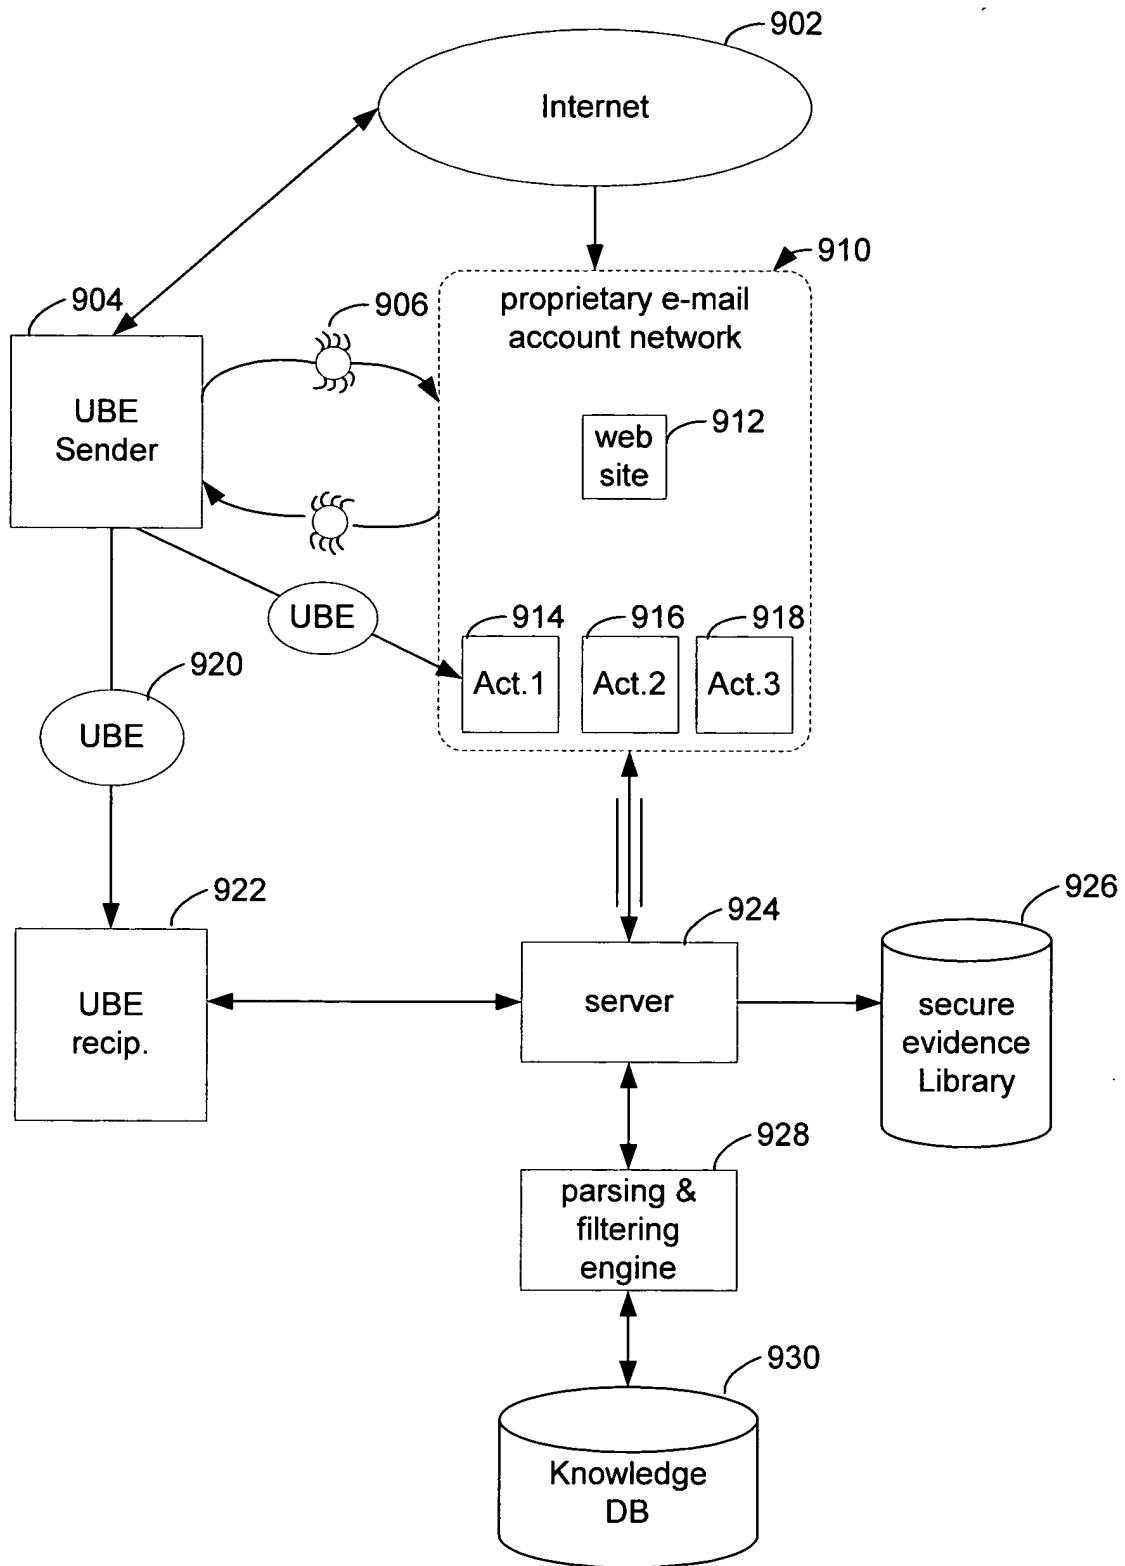 902
Internet
910
proprietary e-mail
account network
904
906
UBE
Sender
912
web
site
914
916
918
UBE
Act.1
Act.2
Act.3
920
UBE
922
924
926
UBE
recip.
server
secure
evidence
Library
928
parsing &
filtering
engine
930
Knowledge
DB